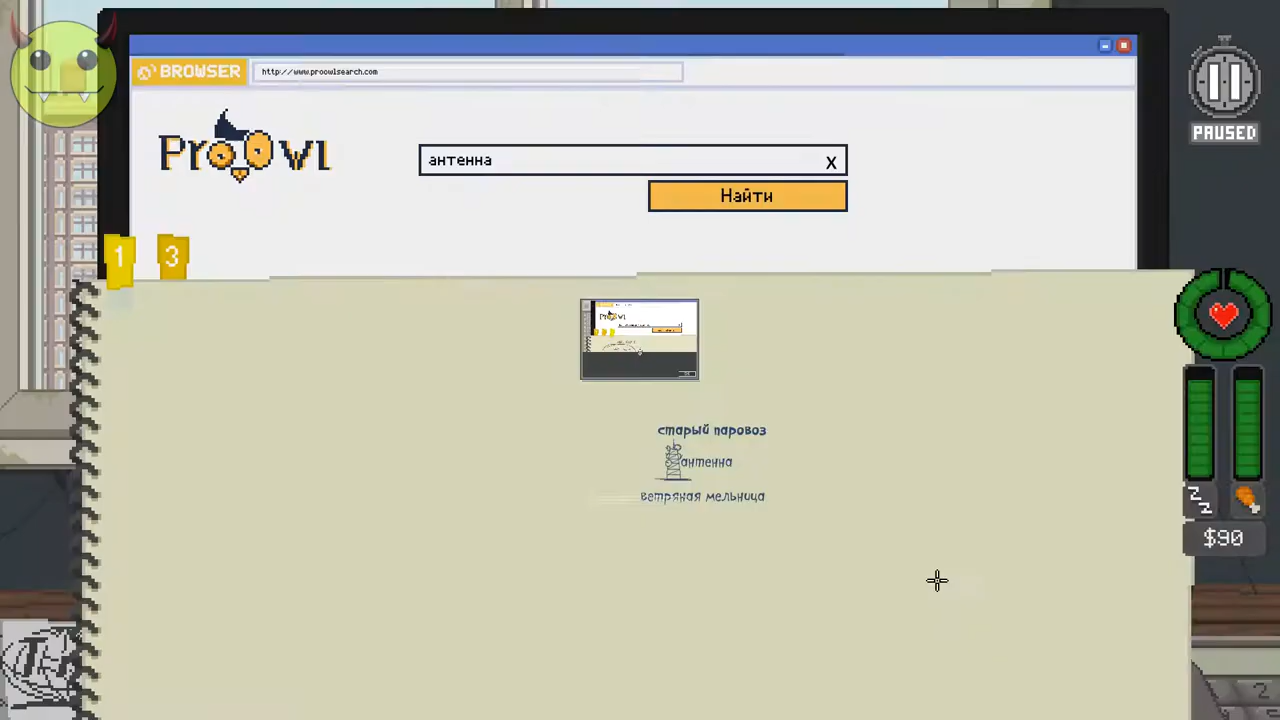 BROWSER
http://www.proowlsearch.com
PrOOwl
антенна X
Найти
PAUSED
1 3
старый паровоз
антенна
ветряная мельница
$90